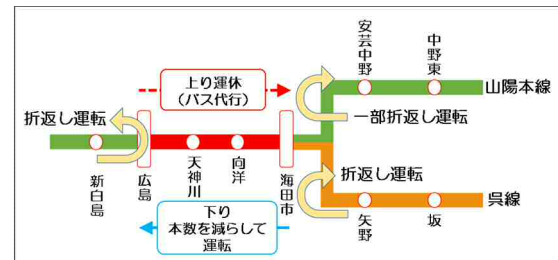 上り運休
(バス代行)
折返し運転
安芸中野
中野東
山陽本線
一部折返し運転
新白島
広島
天神川
向洋
海田市
折返し運転
矢野
坂
呉線
下り
本数を減らして
運転